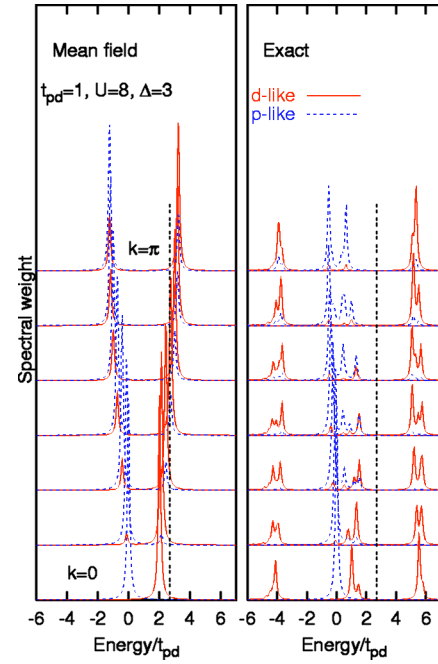 Mean field
Exact
t_pd=1, U=8, Δ=3
d-like
p-like
k=π
Spectral weight
k=0
-6 -4 -2 0 2 4 6
-6 -4 -2 0 2 4 6
Energy/t_pd
Energy/t_pd